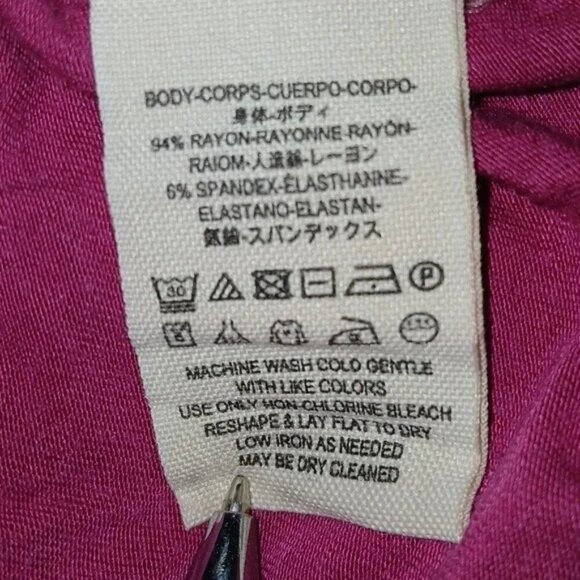 BODY-CORPS-CUERPO-CORPO-
身体-ボディ
94% RAYON-RAYONNE-RAYÓN-
RAIOM-人造絲-レーヨン
6% SPANDEX-ÉLASTHANNE-
ELASTANO-ELASTAN-
氨綸-スパンデックス
30 P
MACHINE WASH COLD GENTLE
WITH LIKE COLORS
USE ONLY NON-CHLORINE BLEACH
RESHAPE & LAY FLAT TO DRY
LOW IRON AS NEEDED
MAY BE DRY CLEANED